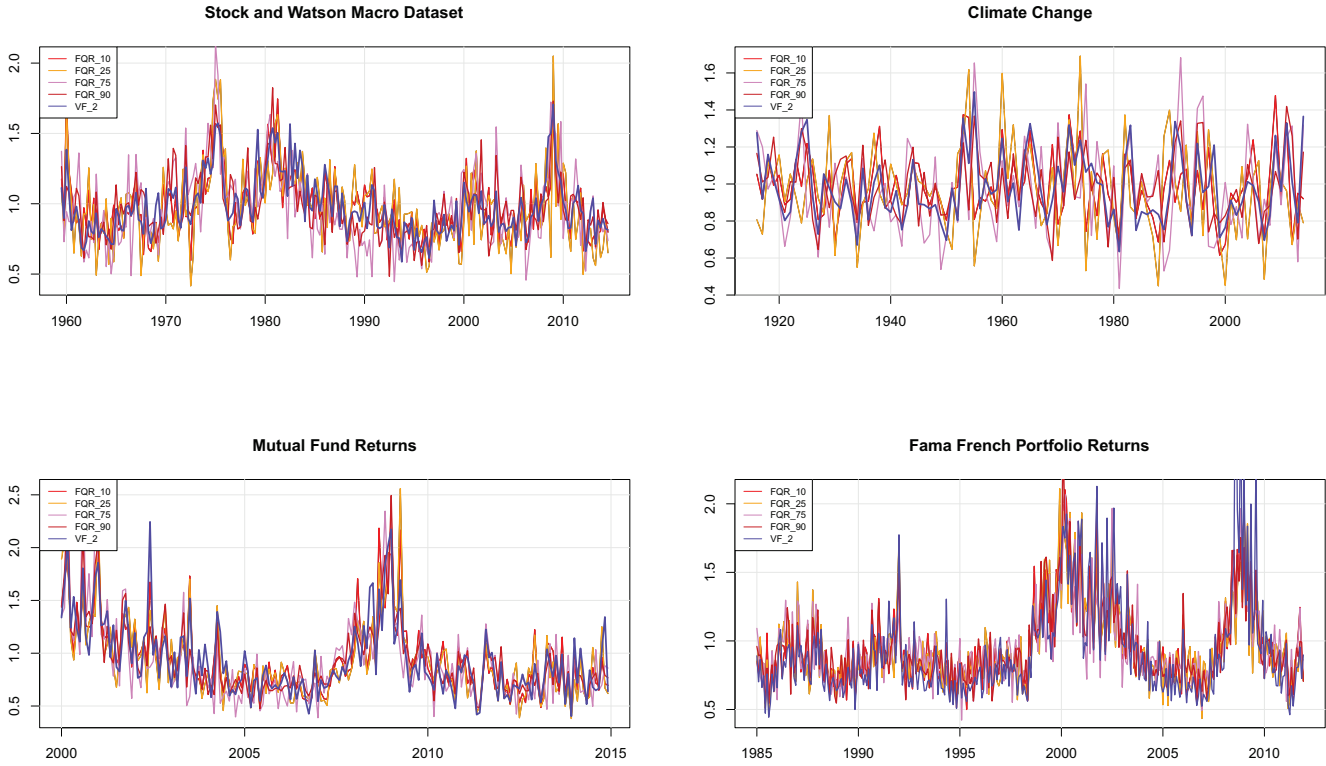 Stock and Watson Macro Dataset
FQR_10
FQR_25
FQR_75
FQR_90
VF_2
2.0
1.5
1.0
0.5
1960 1970 1980 1990 2000 2010
Climate Change
FQR_10
FQR_25
FQR_75
FQR_90
VF_2
1.6
1.4
1.2
1.0
0.8
0.6
0.4
1920 1940 1960 1980 2000
Mutual Fund Returns
FQR_10
FQR_25
FQR_75
FQR_90
VF_2
2.5
2.0
1.5
1.0
0.5
2000 2005 2010 2015
Fama French Portfolio Returns
FQR_10
FQR_25
FQR_75
FQR_90
VF_2
2.0
1.5
1.0
0.5
1985 1990 1995 2000 2005 2010